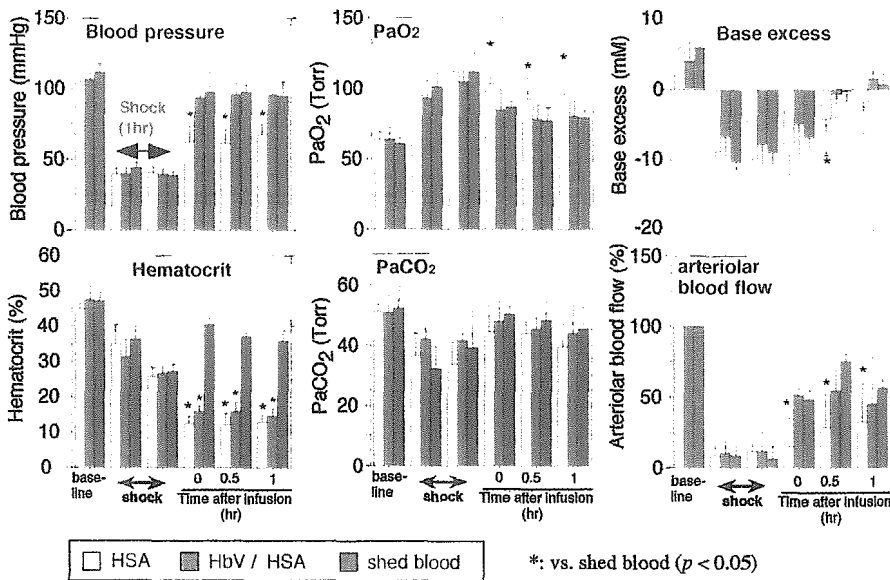 Blood pressure
Blood pressure (mmHg)
150
100
50
0
Shock
(1hr)
* * *
PaO2
PaO2 (Torr)
150
100
50
0
* * *
Base excess
Base excess (mM)
10
0
-10
-20
*
Hematocrit
Hematocrit (%)
60
50
40
30
20
10
0
* * * * * *
base-
line
shock
0 0.5 1
Time after infusion
(hr)
PaCO2
PaCO2 (Torr)
60
40
20
0
base-
line
shock
0 0.5 1
Time after infusion
(hr)
arteriolar
blood flow
Arteriolar blood flow (%)
150
100
50
0
* * *
base-
line
shock
0 0.5 1
Time after infusion
(hr)
HSA HbV / HSA shed blood
*: vs. shed blood (p < 0.05)